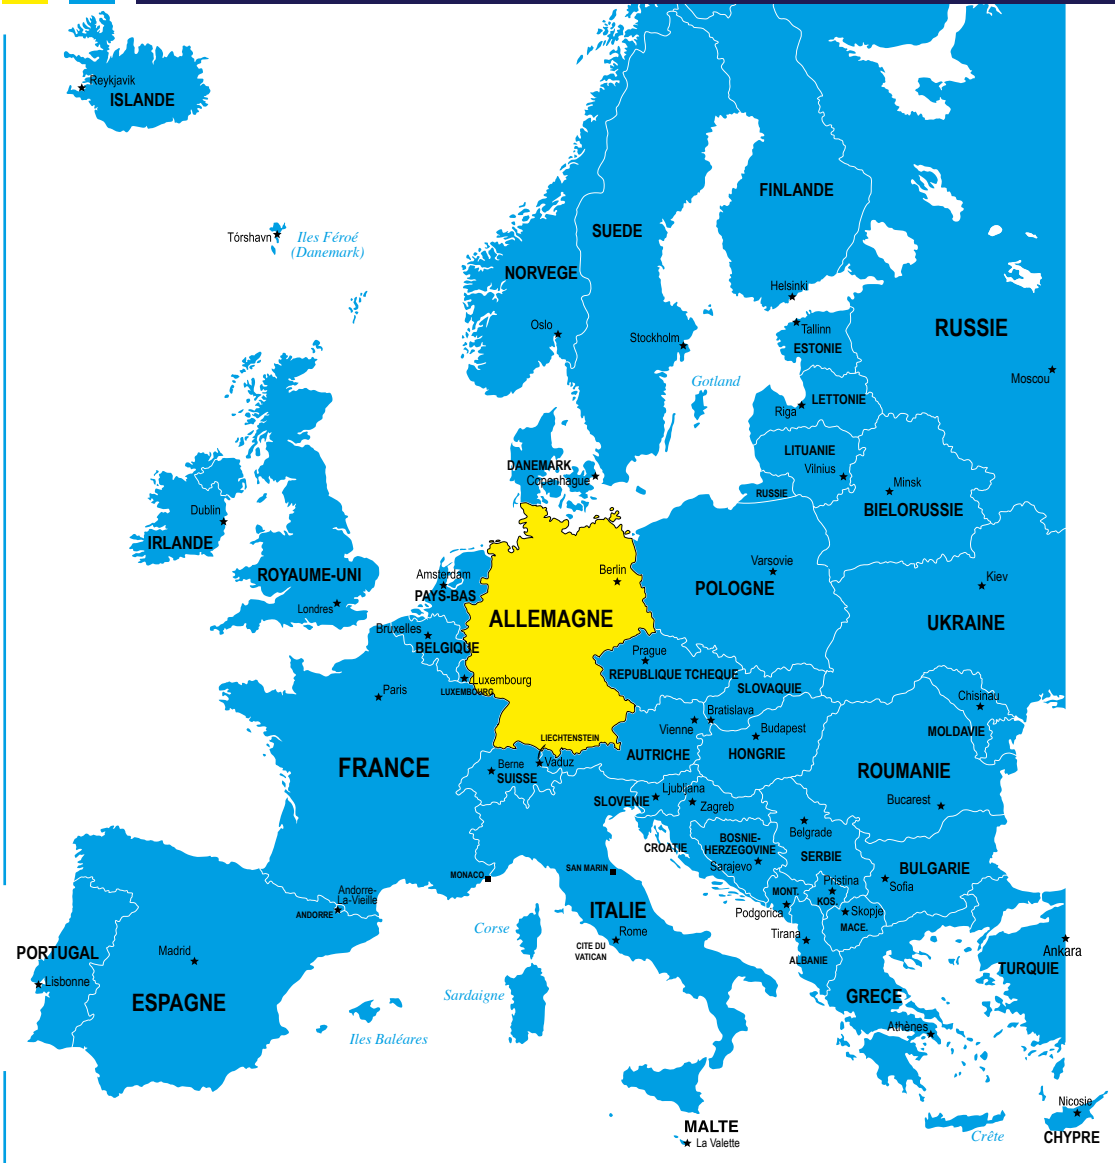 Reykjavik
ISLANDE
FINLANDE
SUEDE
Tórshavn
Iles Féroé
(Danemark)
NORVEGE
Helsinki
Oslo
Tallinn
RUSSIE
Stockholm
ESTONIE
Moscou
Gotland
LETTONIE
Riga
LITUANIE
DANEMARK
Vilnius
Copenhague
Minsk
RUSSIE
Dublin
BIELORUSSIE
IRLANDE
Varsovie
ROYAUME-UNI
Amsterdam
Berlin
Kiev
PAYS-BAS
POLOGNE
Londres
ALLEMAGNE
UKRAINE
Bruxelles
BELGIQUE
Prague
REPUBLIQUE TCHEQUE
Luxembourg
LUXEMBOURG
SLOVAQUIE
Paris
Chisinau
Bratislava
Vienne
Budapest
MOLDAVIE
LIECHTENSTEIN
AUTRICHE
HONGRIE
FRANCE
Berne
Vaduz
SUISSE
ROUMANIE
Ljubljana
SLOVENIE
Zagreb
Bucarest
Belgrade
BOSNIE-
HERZEGOVINE
CROATIE
SERBIE
Sarajevo
BULGARIE
MONACO
SAN MARIN
Pristina
Sofia
Andorre-
La-Vieille
MONT.
KOS.
ANDORRE
ITALIE
Podgorica
Skopje
MACE.
Corse
Rome
Tirana
CITE DU
VATICAN
PORTUGAL
Madrid
Ankara
ALBANIE
TURQUIE
Lisbonne
Sardaigne
GRECE
ESPAGNE
Athènes
Iles Baléares
Nicosie
MALTE
La Valette
Crête
CHYPRE